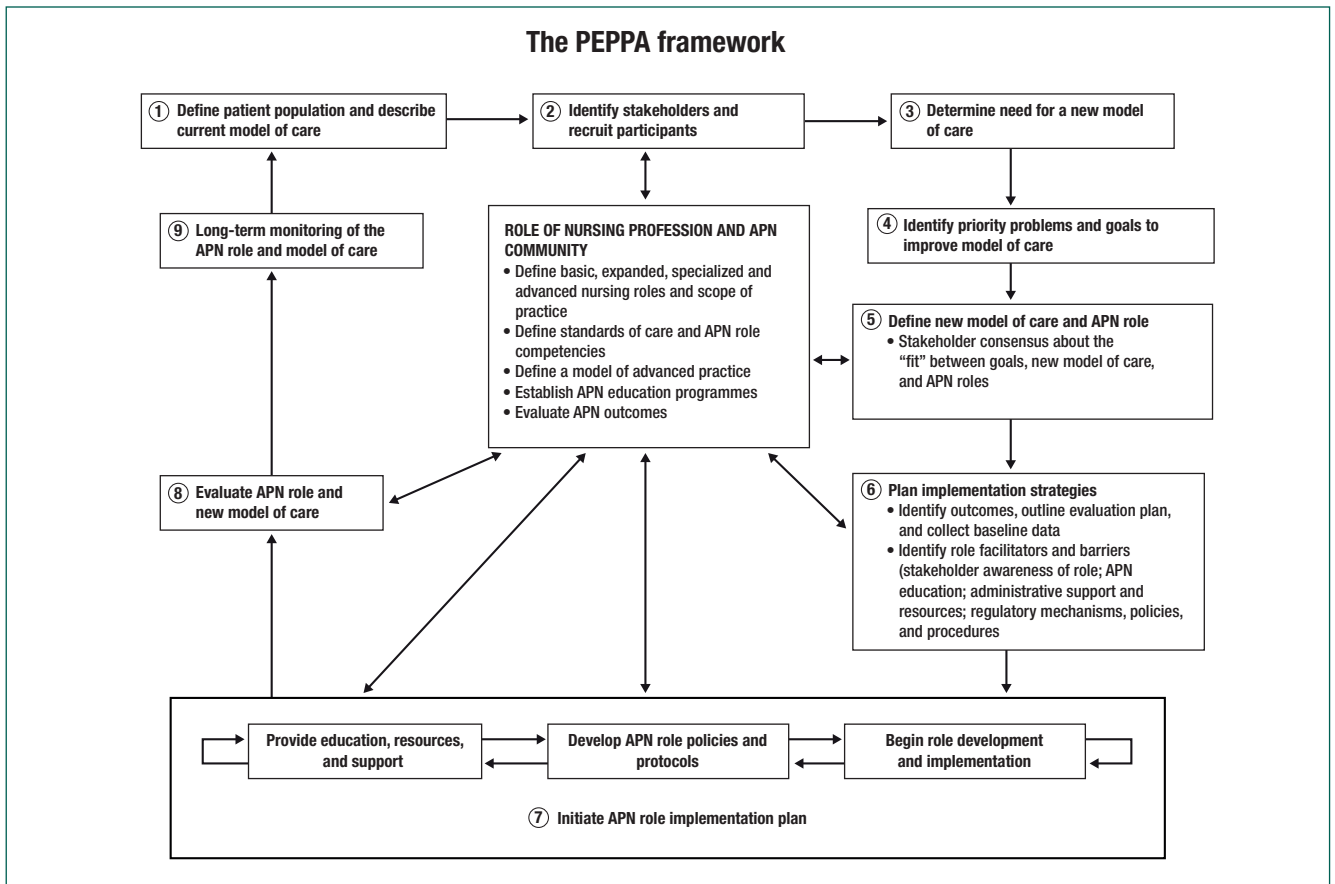 The PEPPA framework
1 Define patient population and describe
current model of care
2 Identify stakeholders and
recruit participants
3 Determine need for a new model
of care
4 Identify priority problems and goals to
improve model of care
5 Define new model of care and APN role
• Stakeholder consensus about the
“fit” between goals, new model of care,
and APN roles
6 Plan implementation strategies
• Identify outcomes, outline evaluation plan,
and collect baseline data
• Identify role facilitators and barriers
(stakeholder awareness of role; APN
education; administrative support and
resources; regulatory mechanisms, policies,
and procedures
ROLE OF NURSING PROFESSION AND APN
COMMUNITY
• Define basic, expanded, specialized and
advanced nursing roles and scope of
practice
• Define standards of care and APN role
competencies
• Define a model of advanced practice
• Establish APN education programmes
• Evaluate APN outcomes
Provide education, resources,
and support
Develop APN role policies and
protocols
Begin role development
and implementation
7 Initiate APN role implementation plan
8 Evaluate APN role and
new model of care
9 Long-term monitoring of the
APN role and model of care